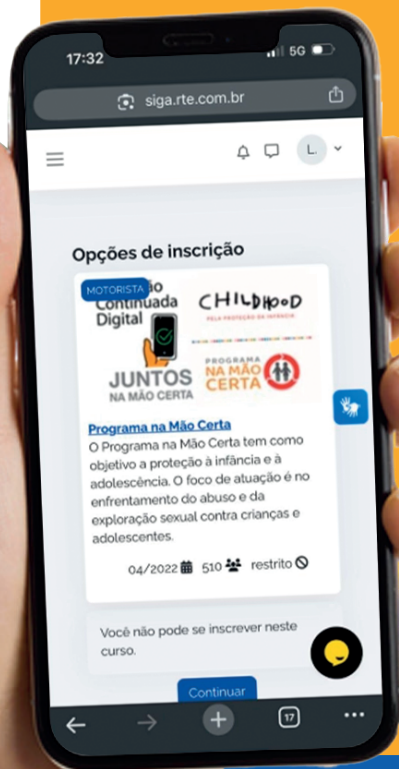 17:32
5G
siga.rte.com.br
L.
Opções de inscrição
MOTORISTA
Continuada
Digital
JUNTOS
NA MÃO CERTA
CHILDHOOD
PELA PROTEÇÃO DA INFÂNCIA
PROGRAMA
NA MÃO
CERTA
Programa na Mão Certa
O Programa na Mão Certa tem como
objetivo a proteção à infância e à
adolescência. O foco de atuação é no
enfrentamento do abuso e da
exploração sexual contra crianças e
adolescentes.
04/2022 510 restrito
Você não pode se inscrever neste
curso.
Continuar
17